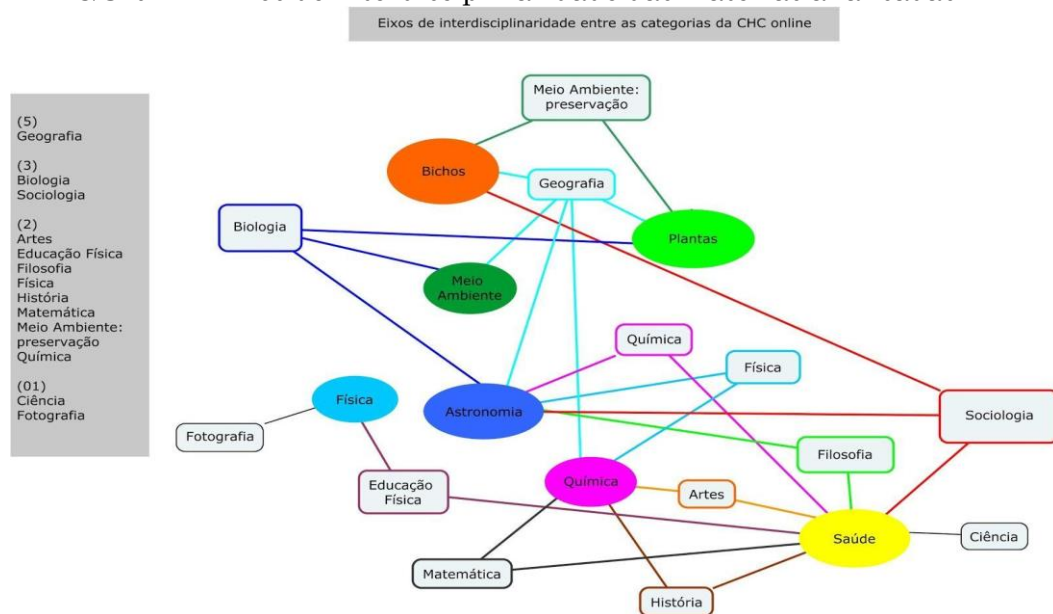 Eixos de interdisciplinaridade entre as categorias da CHC online
(5)
Geografia
(3)
Biologia
Sociologia
(2)
Artes
Educação Física
Filosofia
Física
História
Matemática
Meio Ambiente:
preservação
Química
(01)
Ciência
Fotografia
Meio Ambiente:
preservação
Bichos
Geografia
Biologia
Plantas
Meio
Ambiente
Química
Física
Física
Astronomia
Sociologia
Fotografia
Filosofia
Educação
Física
Química
Artes
Saúde
Ciência
Matemática
História